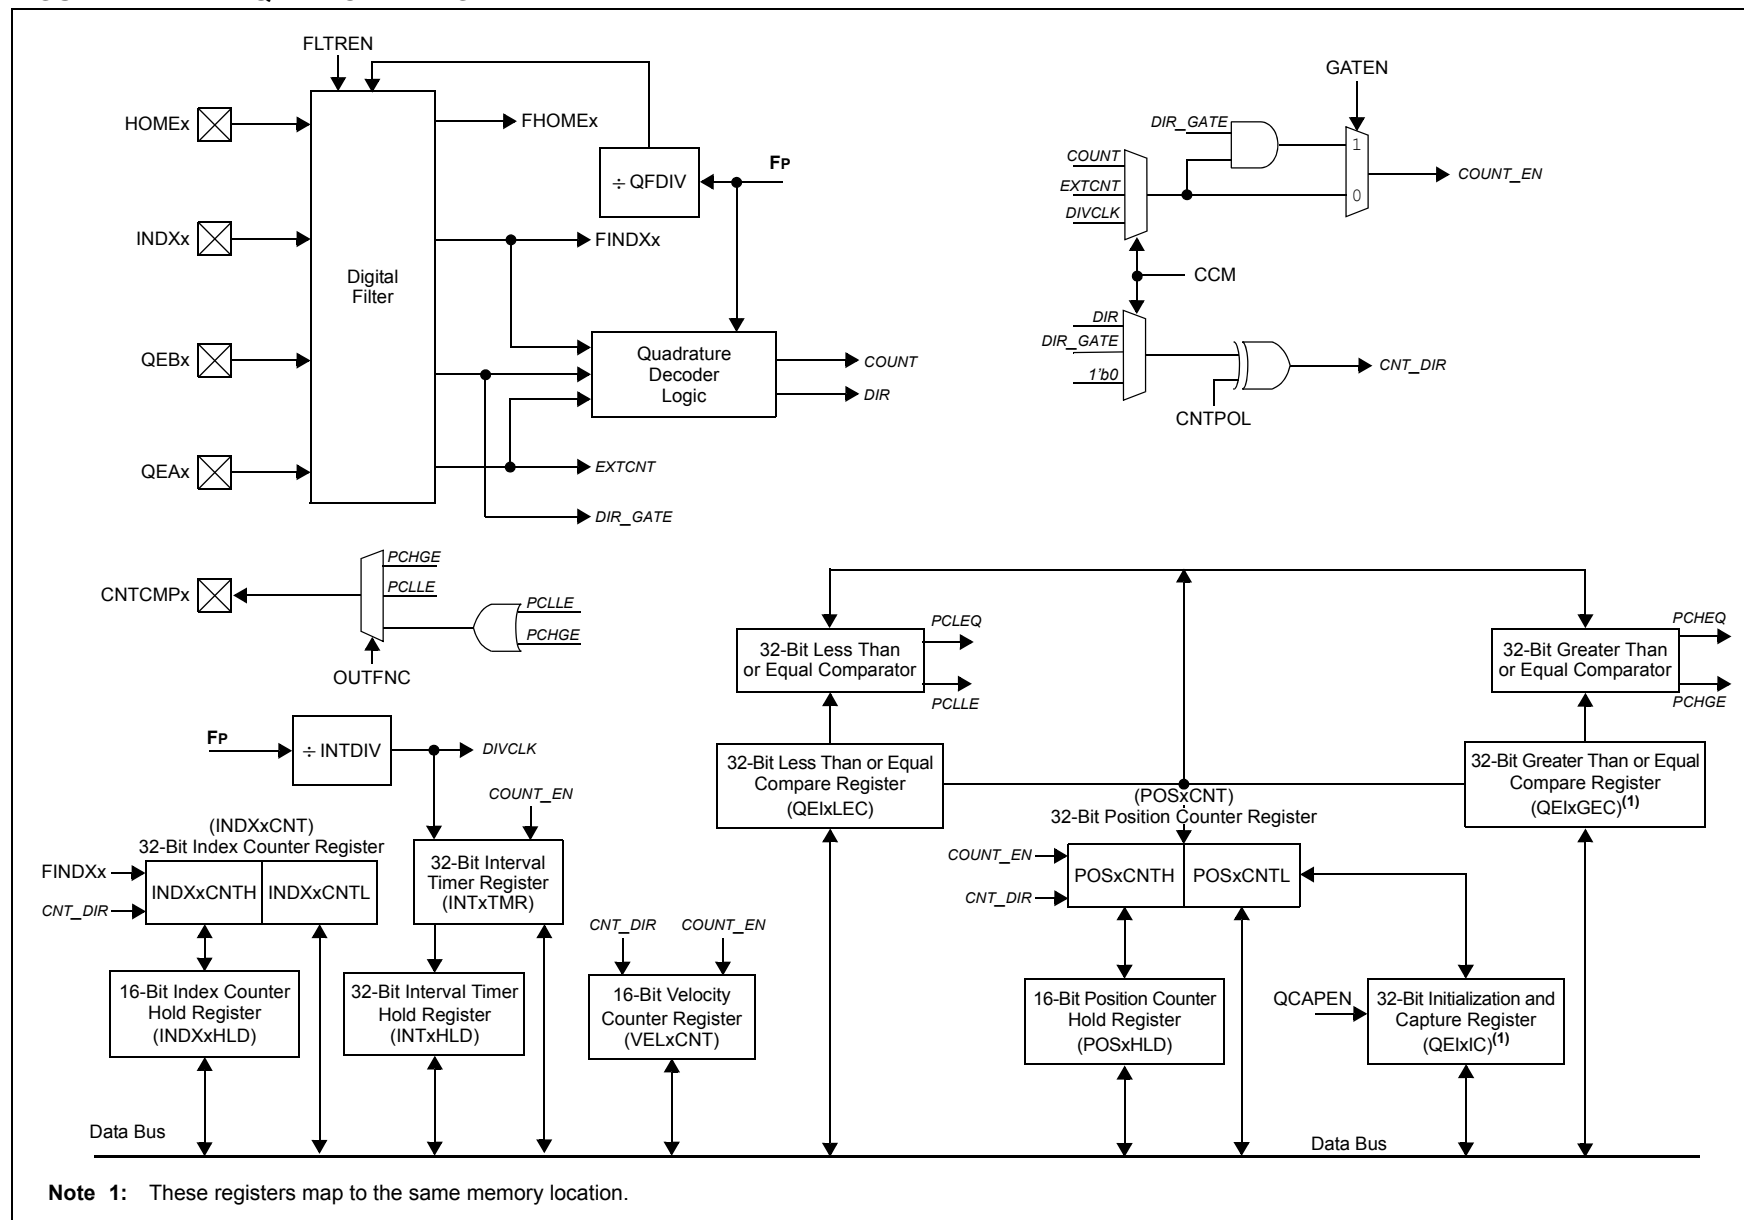 FLTREN
HOMEx
FHOMEx
÷ QFDIV
FP
INDXx
FINDXx
Digital
Filter
QEBx
Quadrature
Decoder
Logic
COUNT
DIR
QEAx
EXTCNT
DIR_GATE
GATEN
DIR_GATE
COUNT
EXTCNT
DIVCLK
1
0
COUNT_EN
CCM
DIR
DIR_GATE
1'b0
CNT_DIR
CNTPOL
CNTCMPx
PCHGE
PCLLE
PCLLE
PCHGE
OUTFNC
FP
÷ INTDIV
DIVCLK
COUNT_EN
(INDXxCNT)
32-Bit Index Counter Register
FINDXx
CNT_DIR
INDXxCNTH
INDXxCNTL
32-Bit Interval
Timer Register
(INTxTMR)
16-Bit Index Counter
Hold Register
(INDXxHLD)
32-Bit Interval Timer
Hold Register
(INTxHLD)
CNT_DIR
COUNT_EN
16-Bit Velocity
Counter Register
(VELxCNT)
32-Bit Less Than
or Equal Comparator
PCLEQ
PCLLE
32-Bit Greater Than
or Equal Comparator
PCHEQ
PCHGE
32-Bit Less Than or Equal
Compare Register
(QEIxLEC)
32-Bit Greater Than or Equal
Compare Register
(QEIxGEC)(1)
(POSxCNT)
32-Bit Position Counter Register
COUNT_EN
CNT_DIR
POSxCNTH
POSxCNTL
16-Bit Position Counter
Hold Register
(POSxHLD)
QCAPEN
32-Bit Initialization and
Capture Register
(QEIxIC)(1)
Data Bus
Data Bus
Note 1: These registers map to the same memory location.